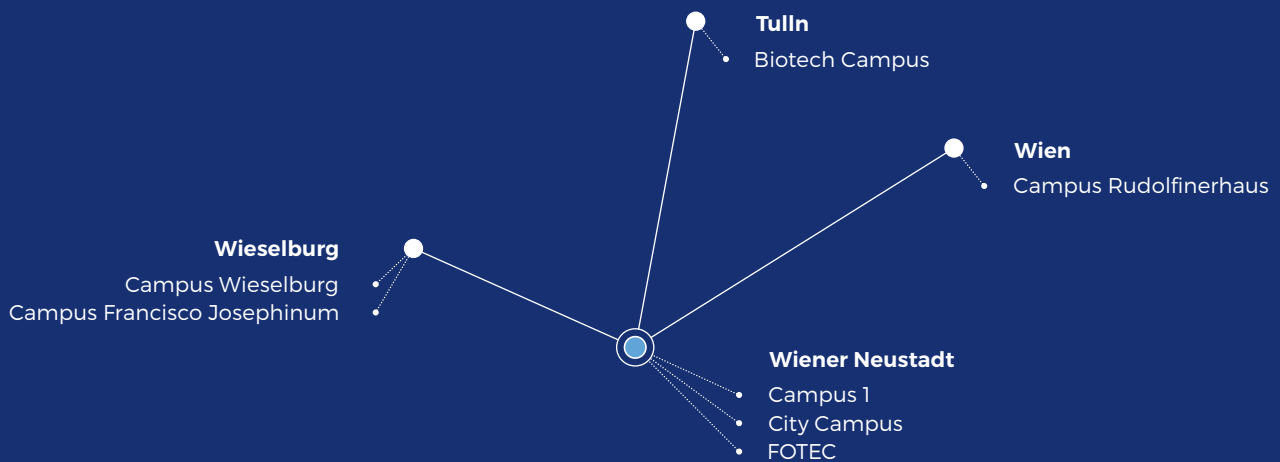 Tulln
Biotech Campus
Wien
Campus Rudolfinerhaus
Wieselburg
Campus Wieselburg
Campus Francisco Josephinum
Wiener Neustadt
Campus 1
City Campus
FOTEC